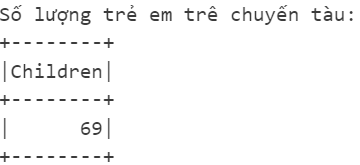 Số lượng trẻ em trê chuyến tàu:
+--------+
|Children|
+--------+
|      69|
+--------+